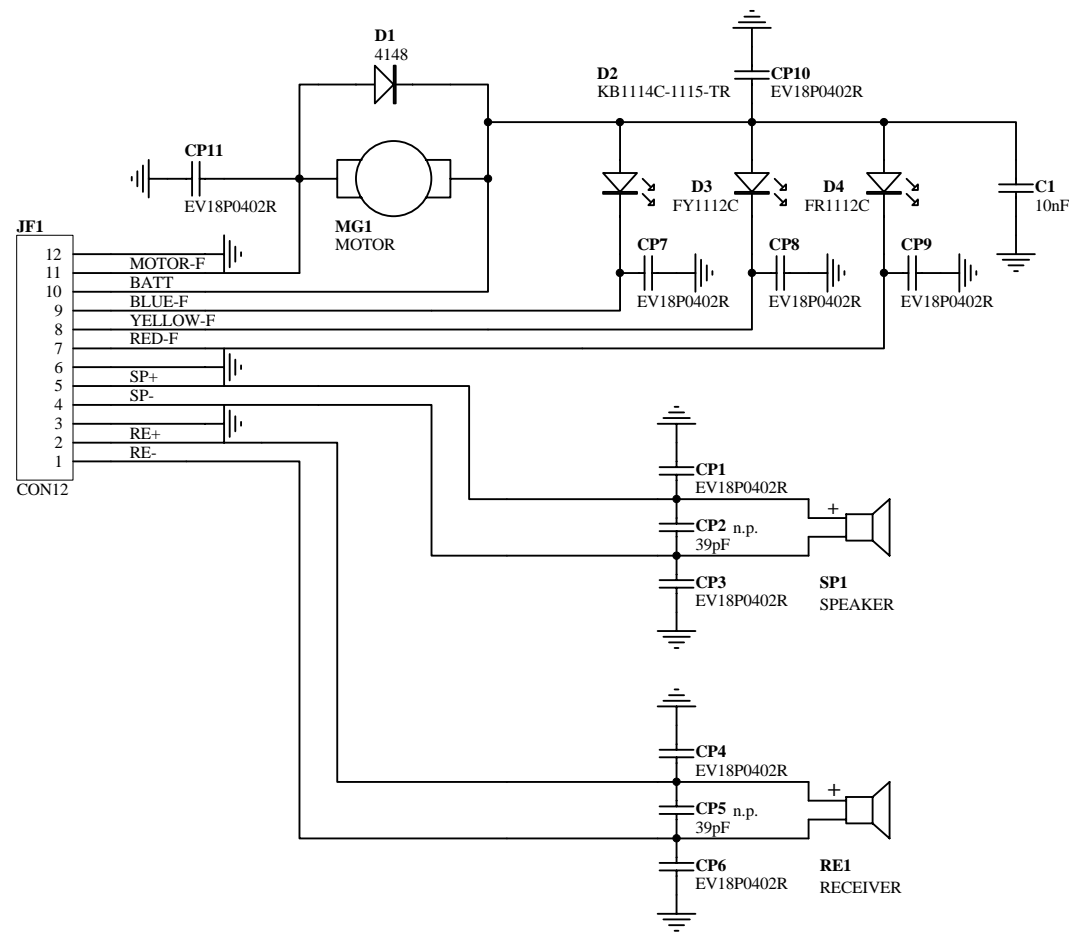 D1
4148
D2
KB1114C-1115-TR
CP10
EV18P0402R
CP11
EV18P0402R
MG1
MOTOR
D3
FY1112C
D4
FR1112C
C1
10nF
CP7
EV18P0402R
CP8
EV18P0402R
CP9
EV18P0402R
JF1
12
11
10
9
8
7
6
5
4
3
2
1
CON12
MOTOR-F
BATT
BLUE-F
YELLOW-F
RED-F
SP+
SP-
RE+
RE-
CP1
EV18P0402R
CP2 n.p.
39pF
CP3
EV18P0402R
+
SP1
SPEAKER
CP4
EV18P0402R
CP5 n.p.
39pF
CP6
EV18P0402R
+
RE1
RECEIVER